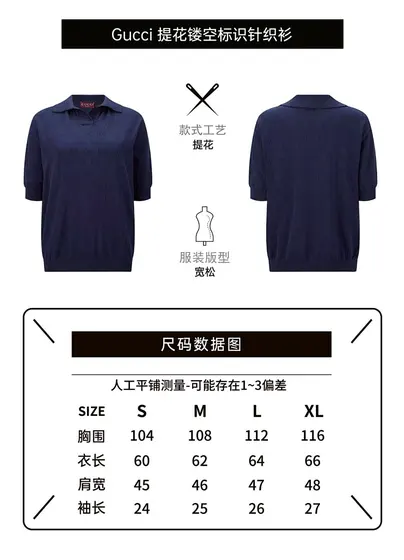 Gucci 提花镂空标识针织衫
款式工艺
提花
服装版型
宽松
尺码数据图
人工平铺测量-可能存在1~3偏差
SIZE S M L XL
胸围 104 108 112 116
衣长 60 62 64 66
肩宽 45 46 47 48
袖长 24 25 26 27